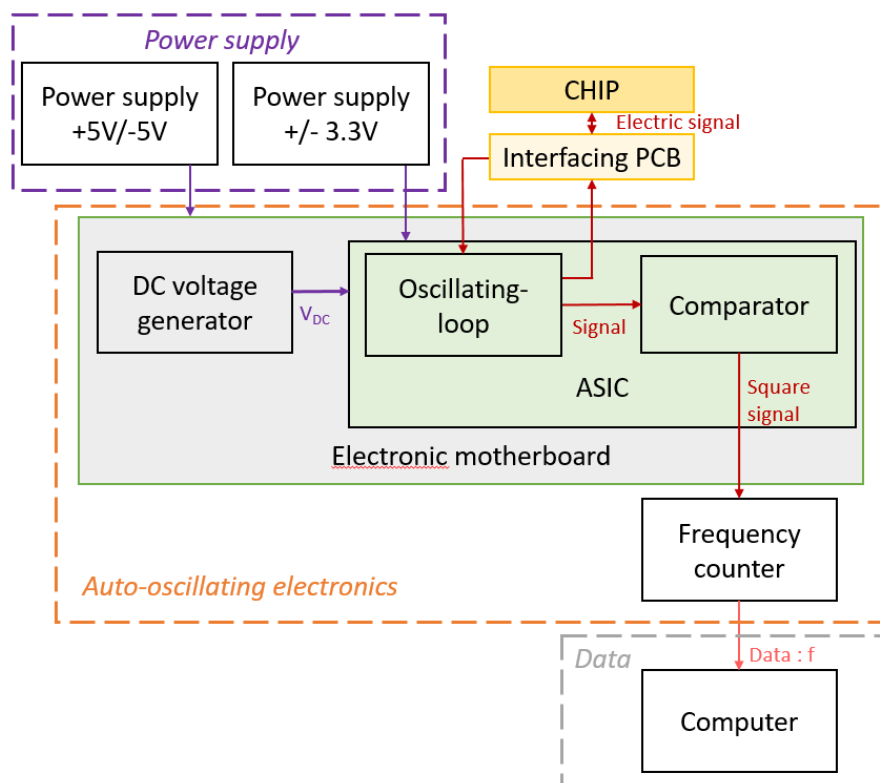 Power supply
Power supply
+5V/-5V
Power supply
+/- 3.3V
CHIP
Electric signal
Interfacing PCB
DC voltage
generator
VDC
Oscillating-
loop
Signal
Comparator
ASIC
Square
signal
Electronic motherboard
Frequency
counter
Auto-oscillating electronics
Data
Data : f
Computer